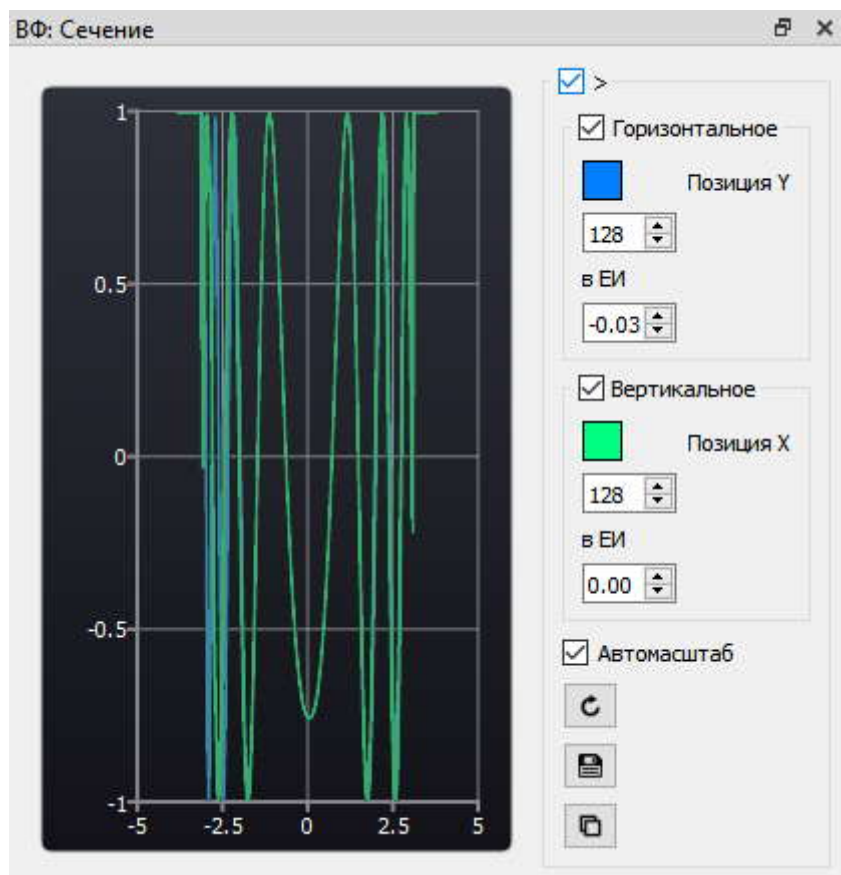 ВФ: Сечение
1
0.5
0
-0.5
-1
-5 -2.5 0 2.5 5
>
Горизонтальное
Позиция Y
128
в ЕИ
-0.03
Вертикальное
Позиция X
128
в ЕИ
0.00
Автомасштаб